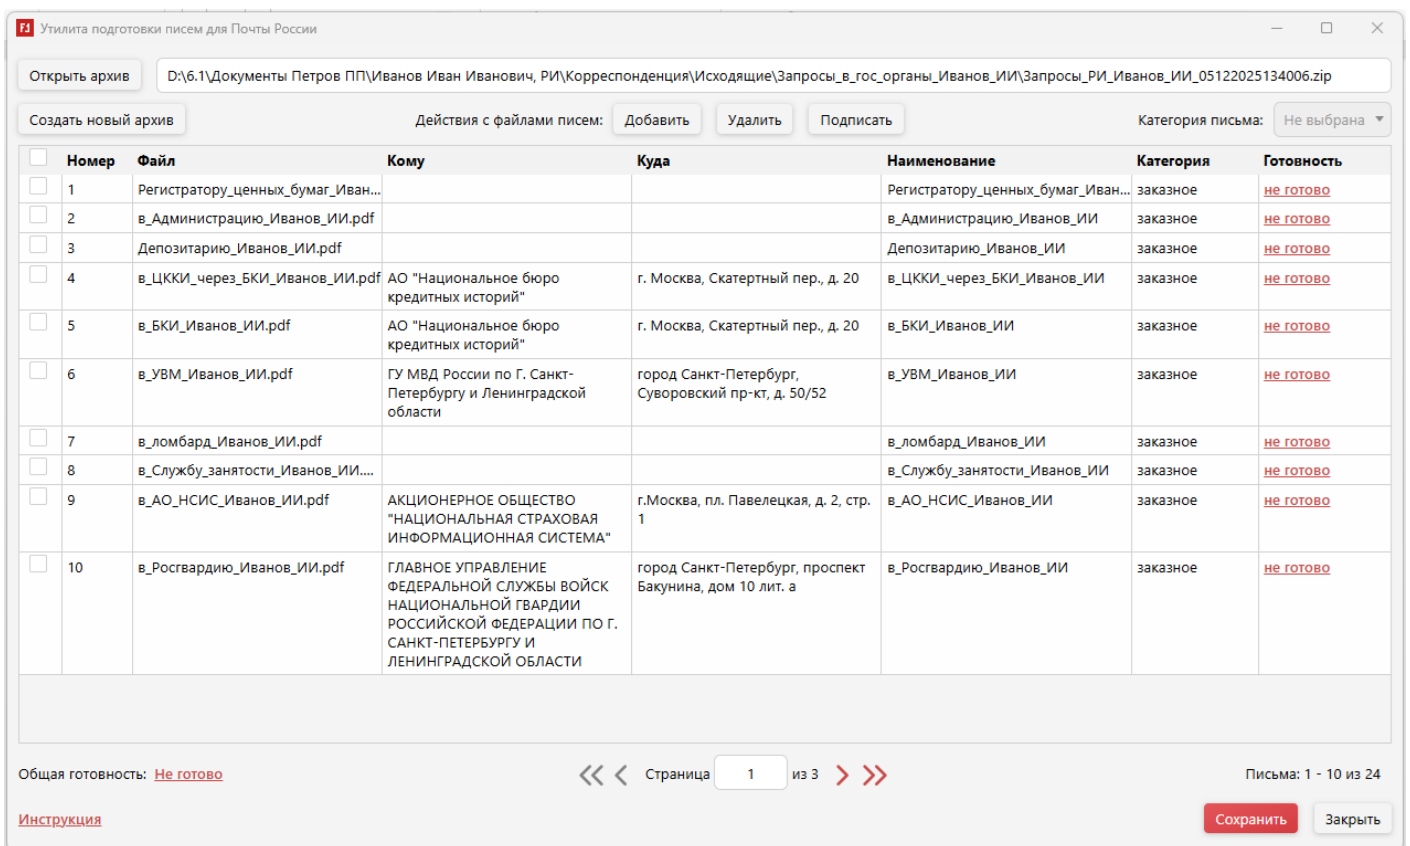 F1 Утилита подготовки писем для Почты России
Открыть архив D:\6.1\Документы Петров ПП\Иванов Иван Иванович, РИ\Корреспонденция\Исходящие\Запросы_в_гос_органы_Иванов_ИИ\Запросы_РИ_Иванов_ИИ_05122025134006.zip
Создать новый архив Действия с файлами писем: Добавить Удалить Подписать Категория письма: Не выбрана
Номер Файл Кому Куда Наименование Категория Готовность
1 Регистратору_ценных_бумаг_Иван... Регистратору_ценных_бумаг_Иван... заказное не готово
2 в_Администрацию_Иванов_ИИ.pdf в_Администрацию_Иванов_ИИ заказное не готово
3 Депозитарию_Иванов_ИИ.pdf Депозитарию_Иванов_ИИ заказное не готово
4 в_ЦККИ_через_БКИ_Иванов_ИИ.pdf АО "Национальное бюро г. Москва, Скатертный пер., д. 20 в_ЦККИ_через_БКИ_Иванов_ИИ заказное не готово
кредитных историй"
5 в_БКИ_Иванов_ИИ.pdf АО "Национальное бюро г. Москва, Скатертный пер., д. 20 в_БКИ_Иванов_ИИ заказное не готово
кредитных историй"
6 в_УВМ_Иванов_ИИ.pdf ГУ МВД России по Г. Санкт- город Санкт-Петербург, в_УВМ_Иванов_ИИ заказное не готово
Петербургу и Ленинградской Суворовский пр-кт, д. 50/52
области
7 в_ломбард_Иванов_ИИ.pdf в_ломбард_Иванов_ИИ заказное не готово
8 в_Службу_занятости_Иванов_ИИ.... в_Службу_занятости_Иванов_ИИ заказное не готово
9 в_АО_НСИС_Иванов_ИИ.pdf АКЦИОНЕРНОЕ ОБЩЕСТВО г.Москва, пл. Павелецкая, д. 2, стр. в_АО_НСИС_Иванов_ИИ заказное не готово
"НАЦИОНАЛЬНАЯ СТРАХОВАЯ 1
ИНФОРМАЦИОННАЯ СИСТЕМА"
10 в_Росгвардию_Иванов_ИИ.pdf ГЛАВНОЕ УПРАВЛЕНИЕ город Санкт-Петербург, проспект в_Росгвардию_Иванов_ИИ заказное не готово
ФЕДЕРАЛЬНОЙ СЛУЖБЫ ВОЙСК Бакунина, дом 10 лит. а
НАЦИОНАЛЬНОЙ ГВАРДИИ
РОССИЙСКОЙ ФЕДЕРАЦИИ ПО Г.
САНКТ-ПЕТЕРБУРГУ И
ЛЕНИНГРАДСКОЙ ОБЛАСТИ
Общая готовность: Не готово Страница 1 из 3 Письма: 1 - 10 из 24
Инструкция Сохранить Закрыть